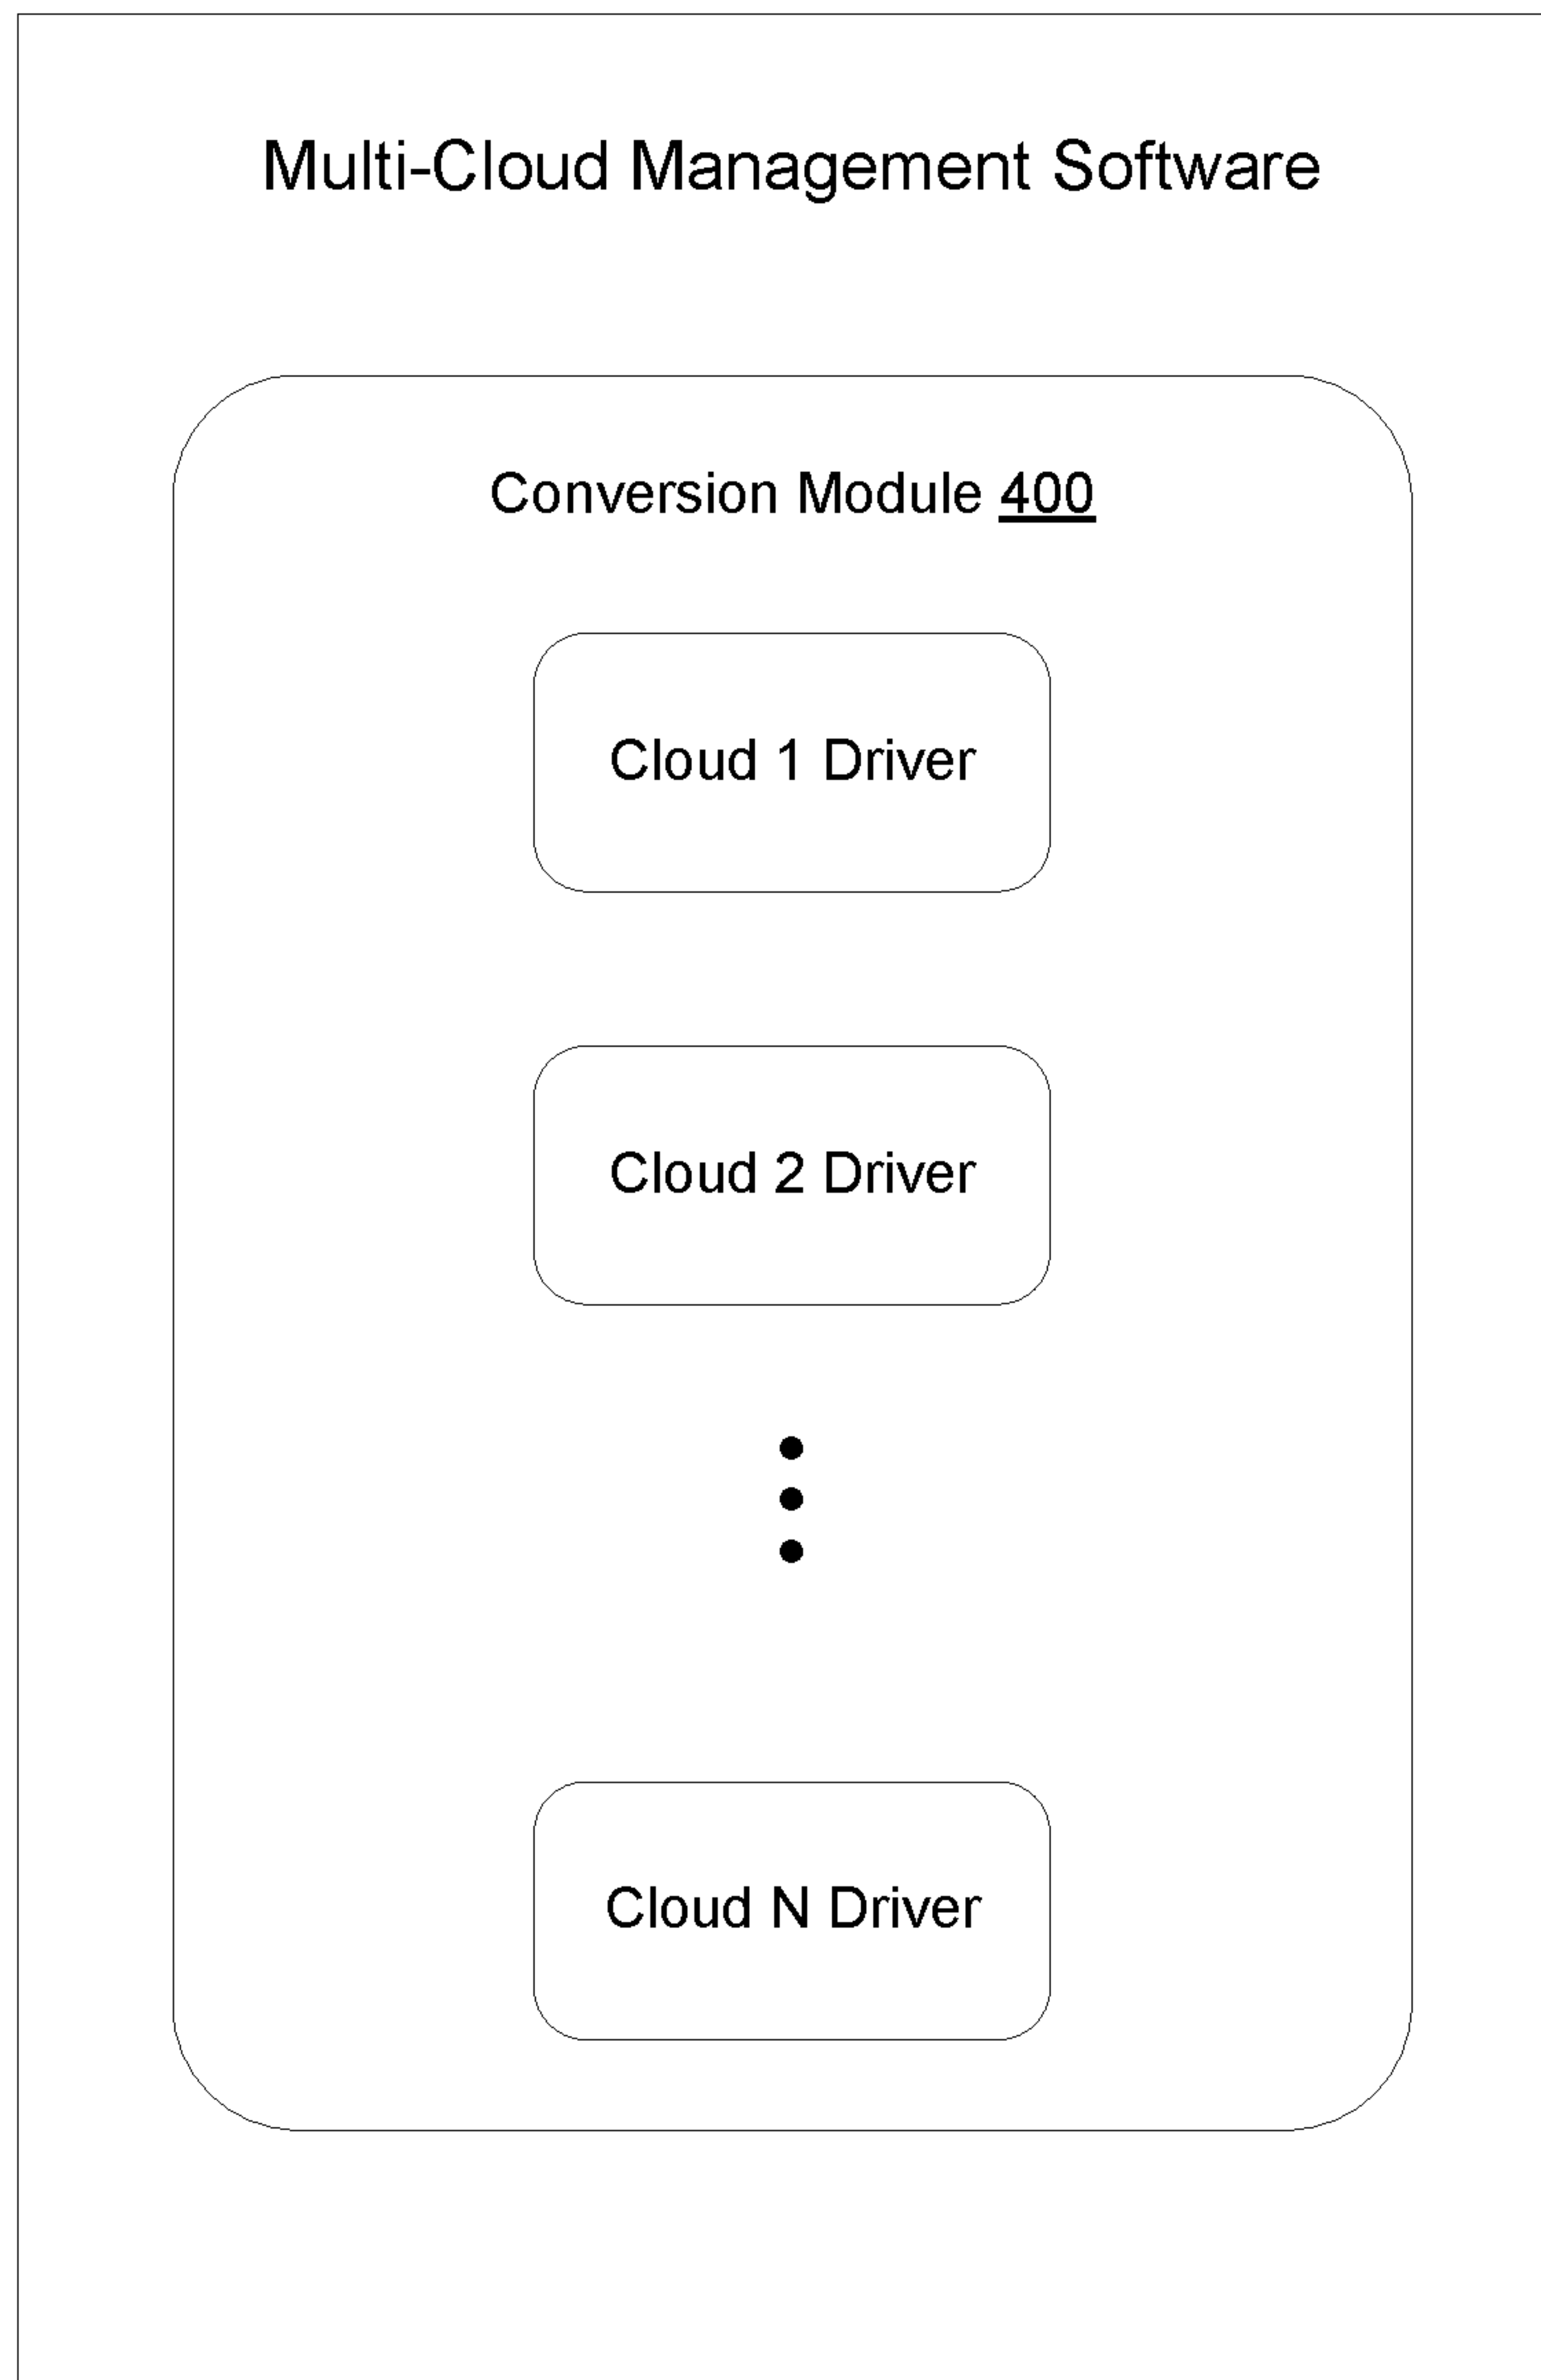 Multi-Cloud Management Software
Conversion Module 400
Cloud 1 Driver
Cloud 2 Driver
Cloud N Driver